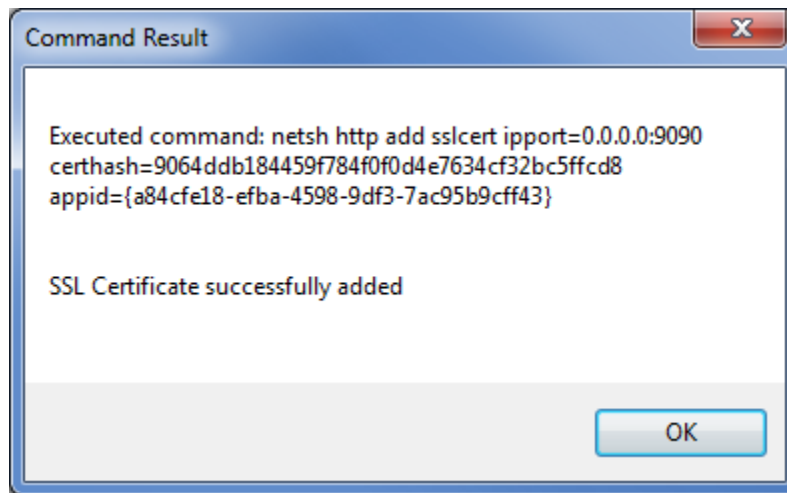 Command Result
Executed command: netsh http add sslcert ipport=0.0.0.0:9090
certhash=9064ddb184459f784f0f0d4e7634cf32bc5ffcd8
appid={a84cfe18-efba-4598-9df3-7ac95b9cff43}
SSL Certificate successfully added
OK